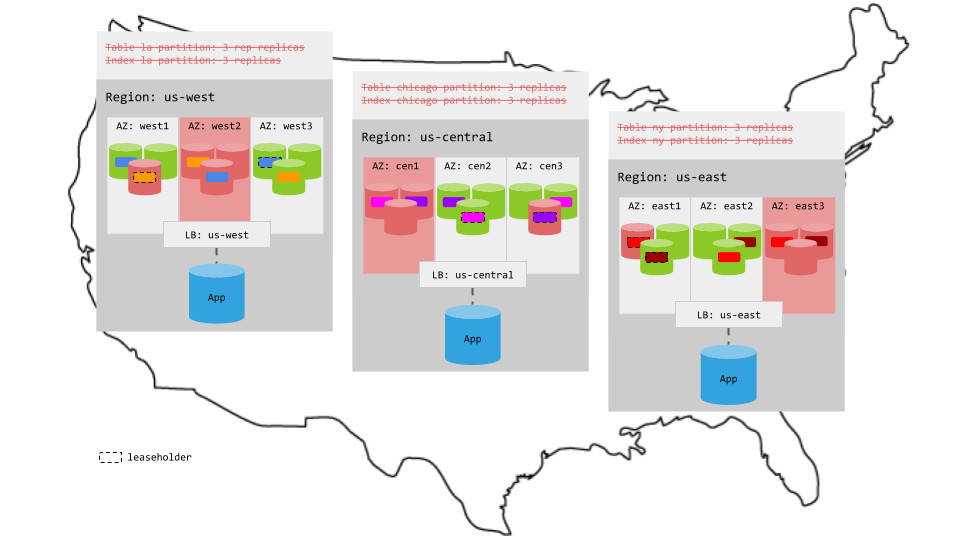 Table la partition: 3 rep replicas
Index la partition: 3 replicas
Region: us-west
AZ: west1
AZ: west2
AZ: west3
LB: us-west
App
Table chicago partition: 3 replicas
Index chicago partition: 3 replicas
Region: us-central
AZ: cen1
AZ: cen2
AZ: cen3
LB: us-central
App
Table ny partition: 3 replicas
Index ny partition: 3 replicas
Region: us-east
AZ: east1
AZ: east2
AZ: east3
LB: us-east
App
leaseholder